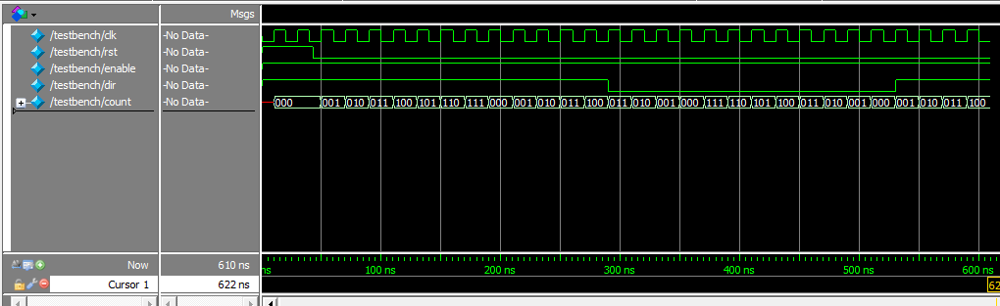 Msgs
/testbench/clk -No Data-
/testbench/rst -No Data-
/testbench/enable -No Data-
/testbench/dir -No Data-
/testbench/count -No Data- 000 001 010 011 100 101 110 111 000 001 010 011 100 011 010 001 000 111 110 101 100 011 010 001 000 001 010 011 100
Now 610 ns ns 100 ns 200 ns 300 ns 400 ns 500 ns 600 ns
Cursor 1 622 ns 62